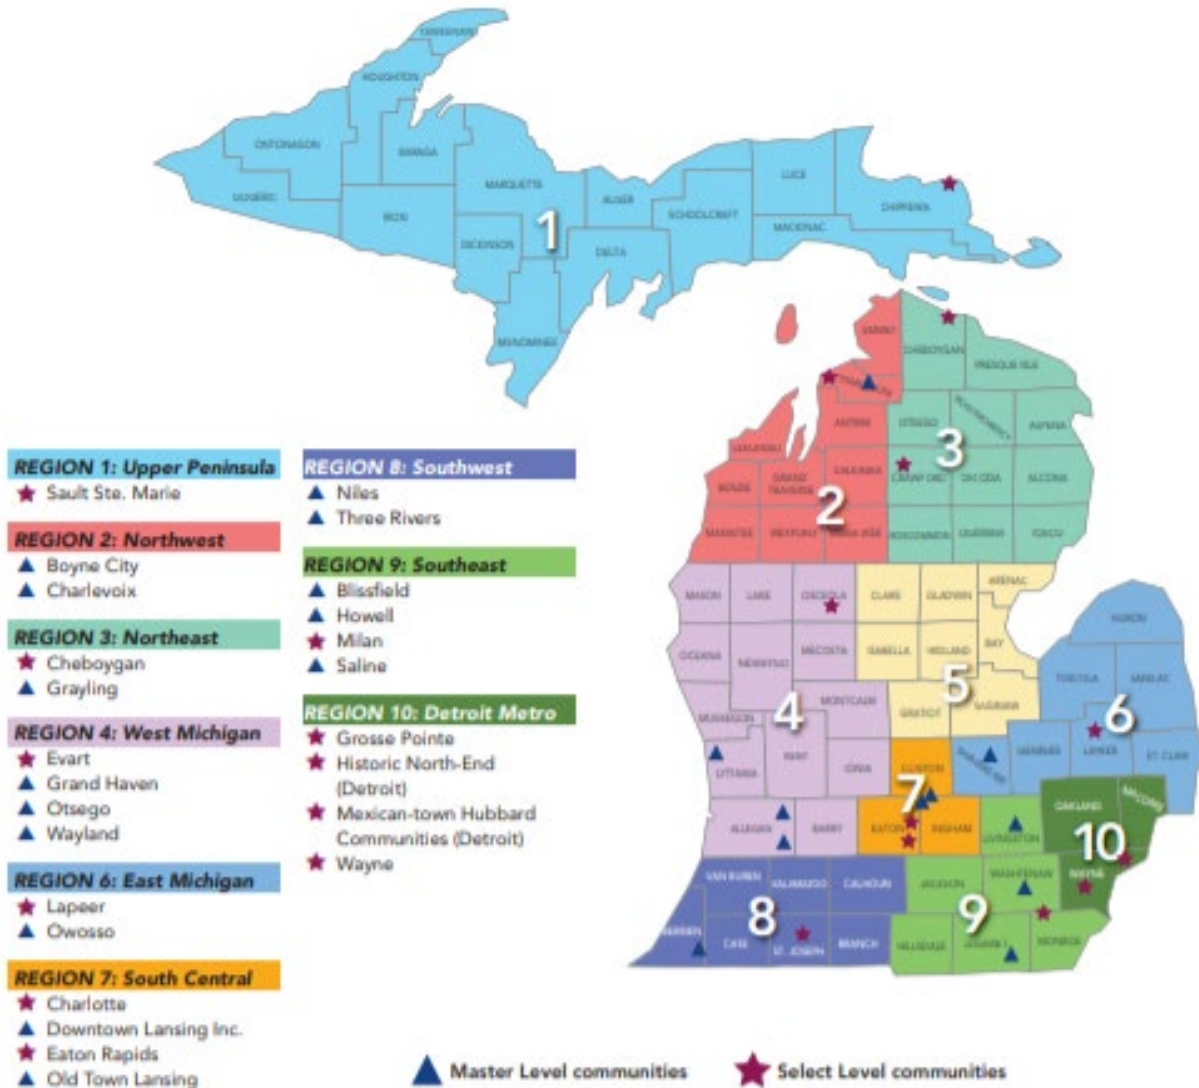 KEWEENAW
HOUGHTON
ONTONAGON
BARAGA
GOGEBIC
IRON
MARQUETTE
DICKINSON
ALGER
LUCE
SCHOOLCRAFT
CHIPPEWA
MACKINAC
DELTA
1
MENOMINEE
EMMET
CHEBOYGAN
PRESQUE ISLE
ANTRIM
OTSEGO
ALPENA
3
LEELANAU
BENZIE
GRAND
TRAVERSE
KALKASKA
CRAWFORD
OSCODA
ALCONA
2
MANISTEE
WEXFORD
ROSCOMMON
IOSCO
REGION 1: Upper Peninsula
Sault Ste. Marie
REGION 2: Northwest
Boyne City
Charlevoix
REGION 3: Northeast
Cheboygan
Grayling
REGION 4: West Michigan
Evart
Grand Haven
Otsego
Wayland
REGION 6: East Michigan
Lapeer
Owosso
REGION 7: South Central
Charlotte
Downtown Lansing Inc.
Eaton Rapids
Old Town Lansing
REGION 8: Southwest
Niles
Three Rivers
REGION 9: Southeast
Blissfield
Howell
Milan
Saline
REGION 10: Detroit Metro
Grosse Pointe
Historic North-End
(Detroit)
Mexican-town Hubbard
Communities (Detroit)
Wayne
MASON
LAKE
OSCEOLA
CLARE
GLADWIN
ARENAC
HURON
OCEANA
NEWAYGO
MECOSTA
ISABELLA
MIDLAND
BAY
TUSCOLA
SANILAC
4
5
6
MUSKEGON
MONTCALM
GRATIOT
SAGINAW
OTTAWA
KENT
IONIA
CLINTON
GENESEE
LAPEER
ST. CLAIR
7
ALLEGAN
BARRY
EATON
INGHAM
LIVINGSTON
OAKLAND
MACOMB
10
VAN BUREN
KALAMAZOO
CALHOUN
JACKSON
WASHTENAW
WAYNE
8
9
BERRIEN
CASS
ST. JOSEPH
BRANCH
HILLSDALE
MONROE
Master Level communities
Select Level communities